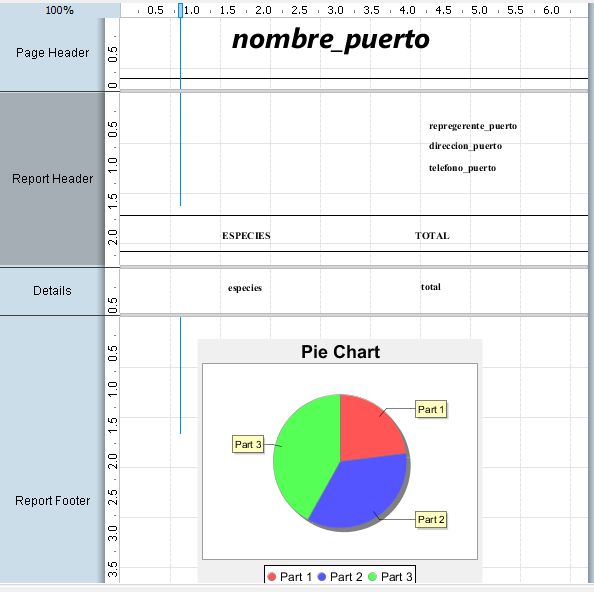 100%
0.5 1.0 1.5 2.0 2.5 3.0 3.5 4.0 4.5 5.0 5.5 6.0
Page Header
0.5
0
nombre_puerto
Report Header
0.5
1.0
1.5
2.0
repregerente_puerto
direccion_puerto
telefono_puerto
ESPECIES TOTAL
Details
0.5
especies total
Report Footer
0.5
1.0
1.5
2.0
2.5
3.0
3.5
Pie Chart
Part 1
Part 3
Part 2
Part 1 Part 2 Part 3